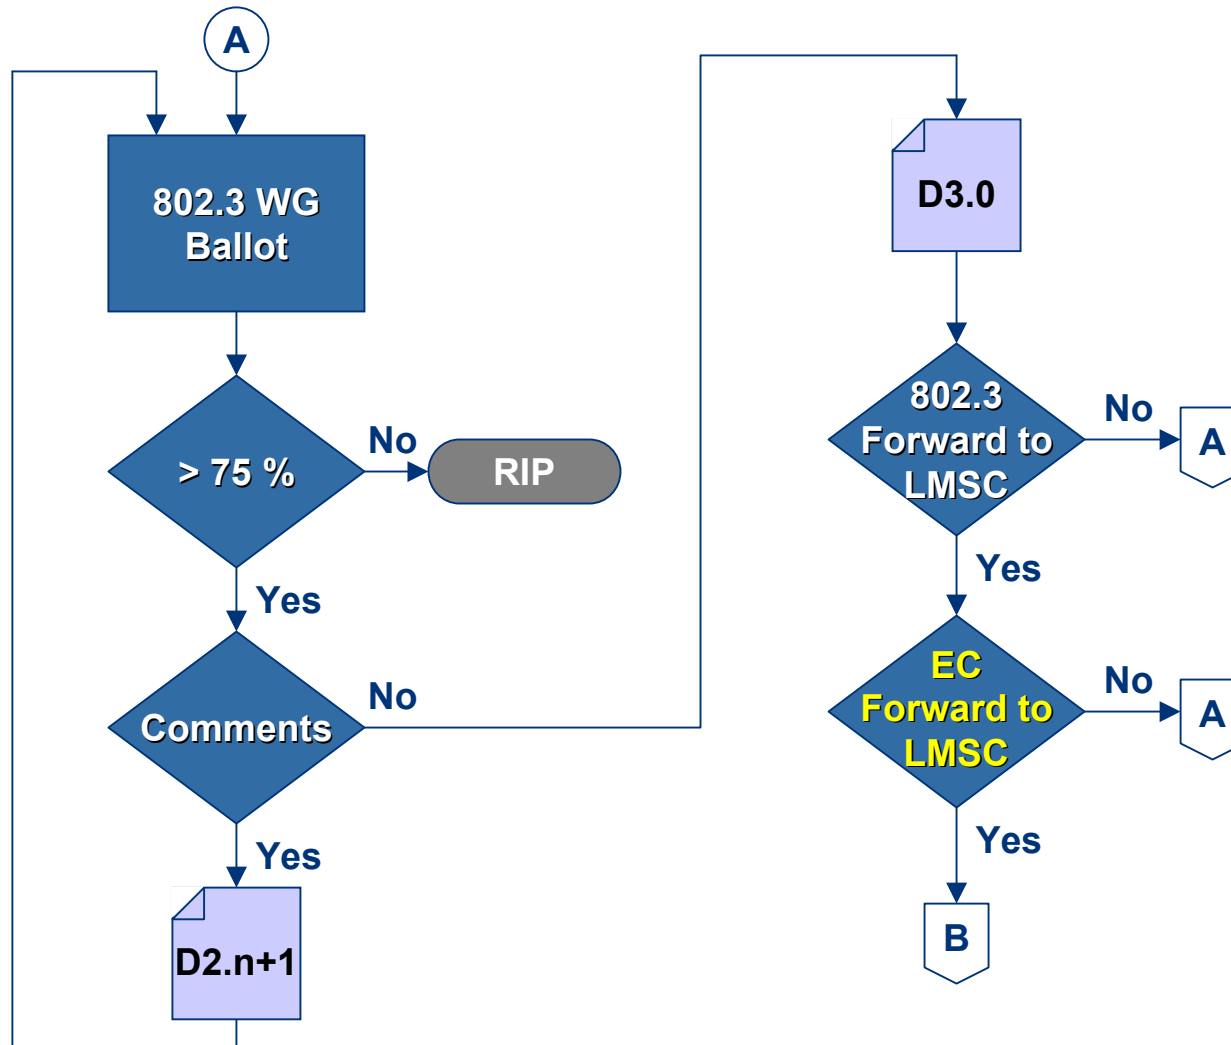 A
802.3 WG
Ballot
> 75 %
No
RIP
Yes
Comments
No
Yes
D2.n+1
D3.0
802.3
Forward to
LMSC
No
A
Yes
EC
Forward to
LMSC
No
A
Yes
B